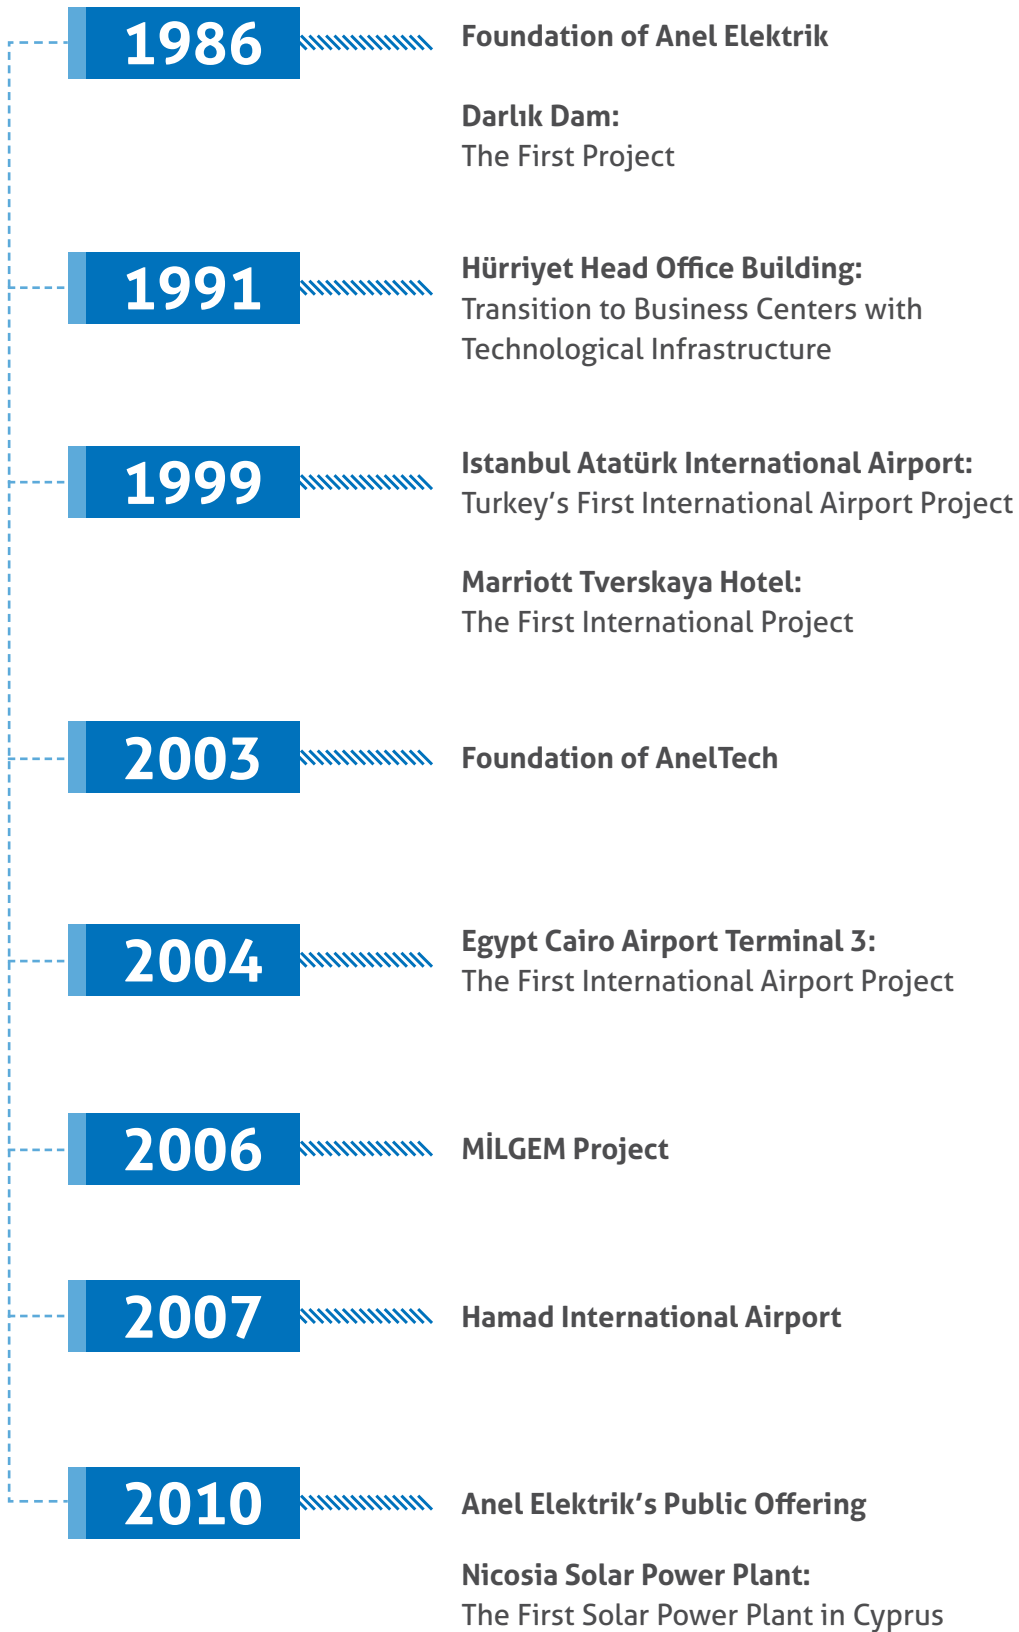 1986
Foundation of Anel Elektrik
Darlık Dam:
The First Project
1991
Hürriyet Head Office Building:
Transition to Business Centers with
Technological Infrastructure
1999
Istanbul Atatürk International Airport:
Turkey’s First International Airport Project
Marriott Tverskaya Hotel:
The First International Project
2003
Foundation of AnelTech
2004
Egypt Cairo Airport Terminal 3:
The First International Airport Project
2006
MİLGEM Project
2007
Hamad International Airport
2010
Anel Elektrik’s Public Offering
Nicosia Solar Power Plant:
The First Solar Power Plant in Cyprus